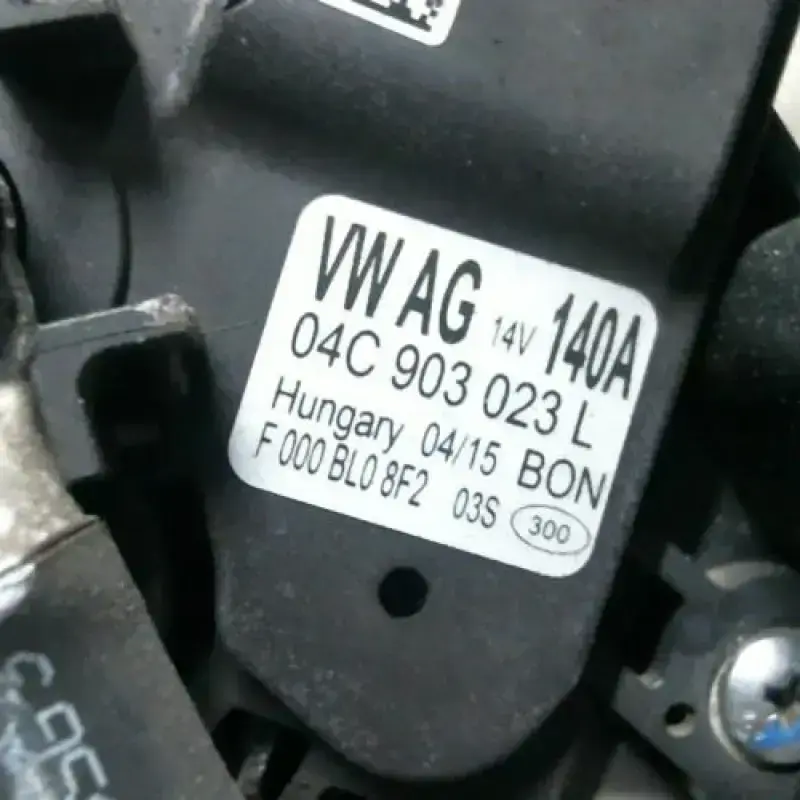 VW AG 14V 140A
04C 903 023 L
Hungary 04/15 BON
F 000 BL0 8F2 03S 300